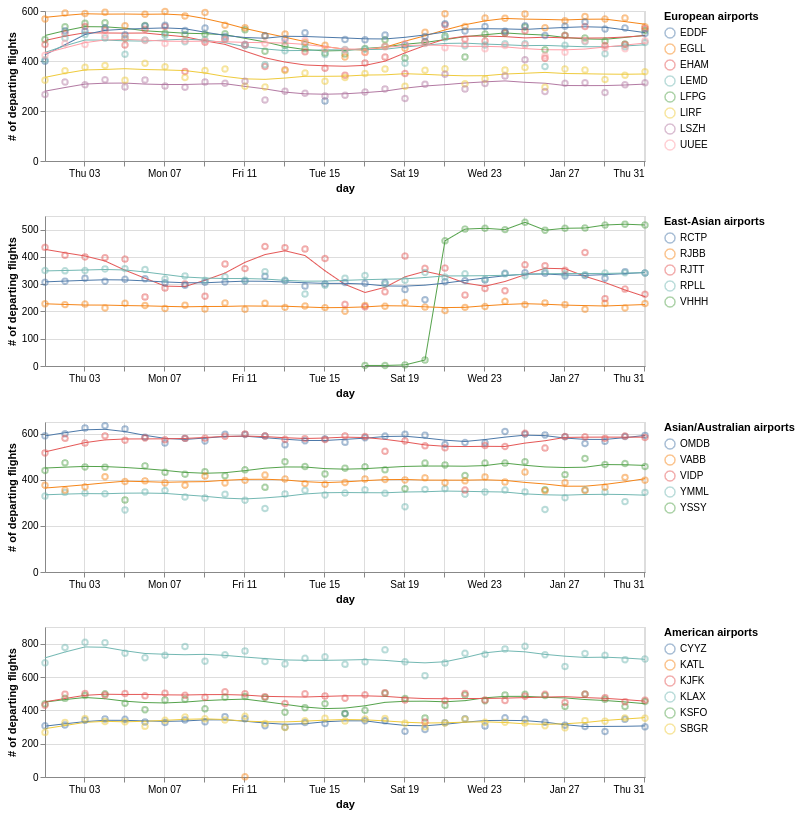 600
400
200
0
# of departing flights
Thu 03
Mon 07
Fri 11
Tue 15
Sat 19
Wed 23
Jan 27
Thu 31
day
European airports
EDDF
EGLL
EHAM
LEMD
LFPG
LIRF
LSZH
UUEE
500
400
300
200
100
0
# of departing flights
Thu 03
Mon 07
Fri 11
Tue 15
Sat 19
Wed 23
Jan 27
Thu 31
day
East-Asian airports
RCTP
RJBB
RJTT
RPLL
VHHH
600
400
200
0
# of departing flights
Thu 03
Mon 07
Fri 11
Tue 15
Sat 19
Wed 23
Jan 27
Thu 31
day
Asian/Australian airports
OMDB
VABB
VIDP
YMML
YSSY
800
600
400
200
0
# of departing flights
Thu 03
Mon 07
Fri 11
Tue 15
Sat 19
Wed 23
Jan 27
Thu 31
day
American airports
CYYZ
KATL
KJFK
KLAX
KSFO
SBGR